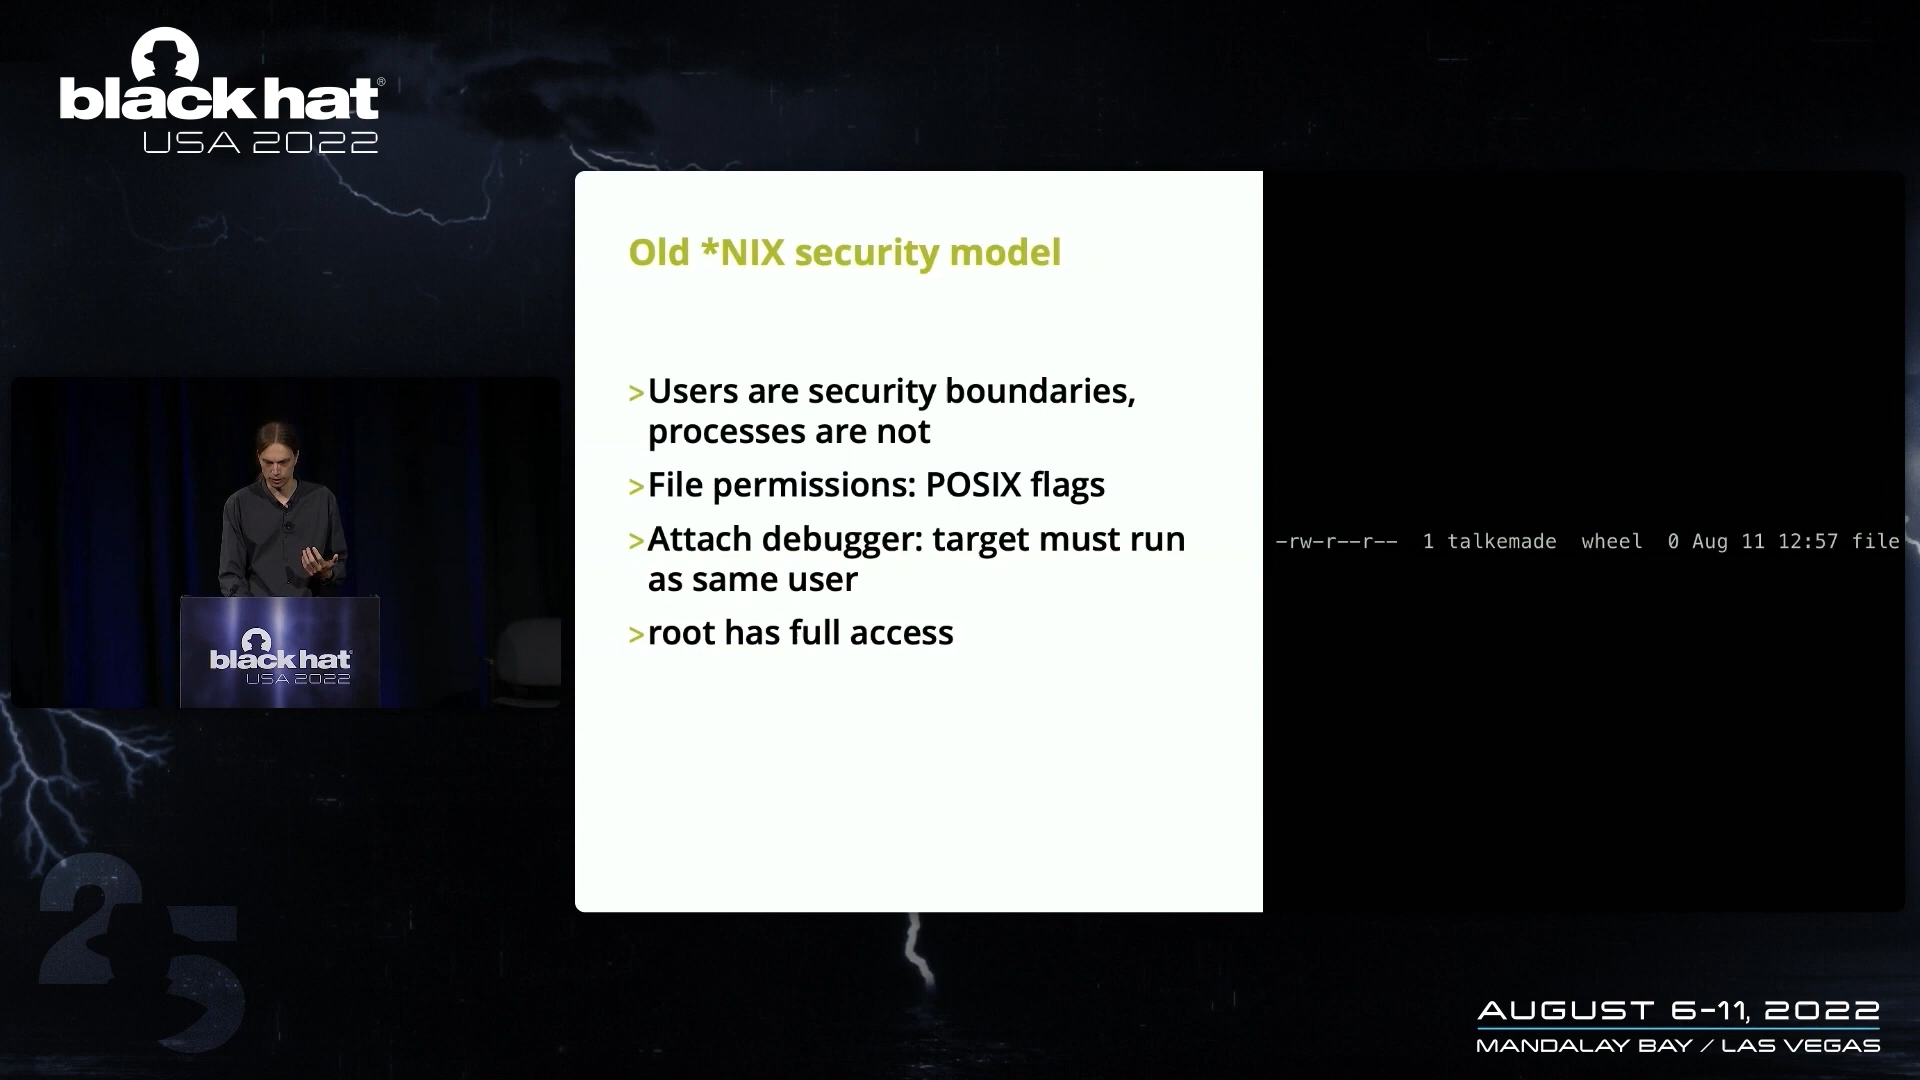 black hat®
USA 2022
Old *NIX security model
>Users are security boundaries,
processes are not
>File permissions: POSIX flags
>Attach debugger: target must run
as same user
>root has full access
-rw-r--r-- 1 talkemade wheel 0 Aug 11 12:57 file
black hat
USA 2022
25
AUGUST 6-11, 2022
MANDALAY BAY / LAS VEGAS